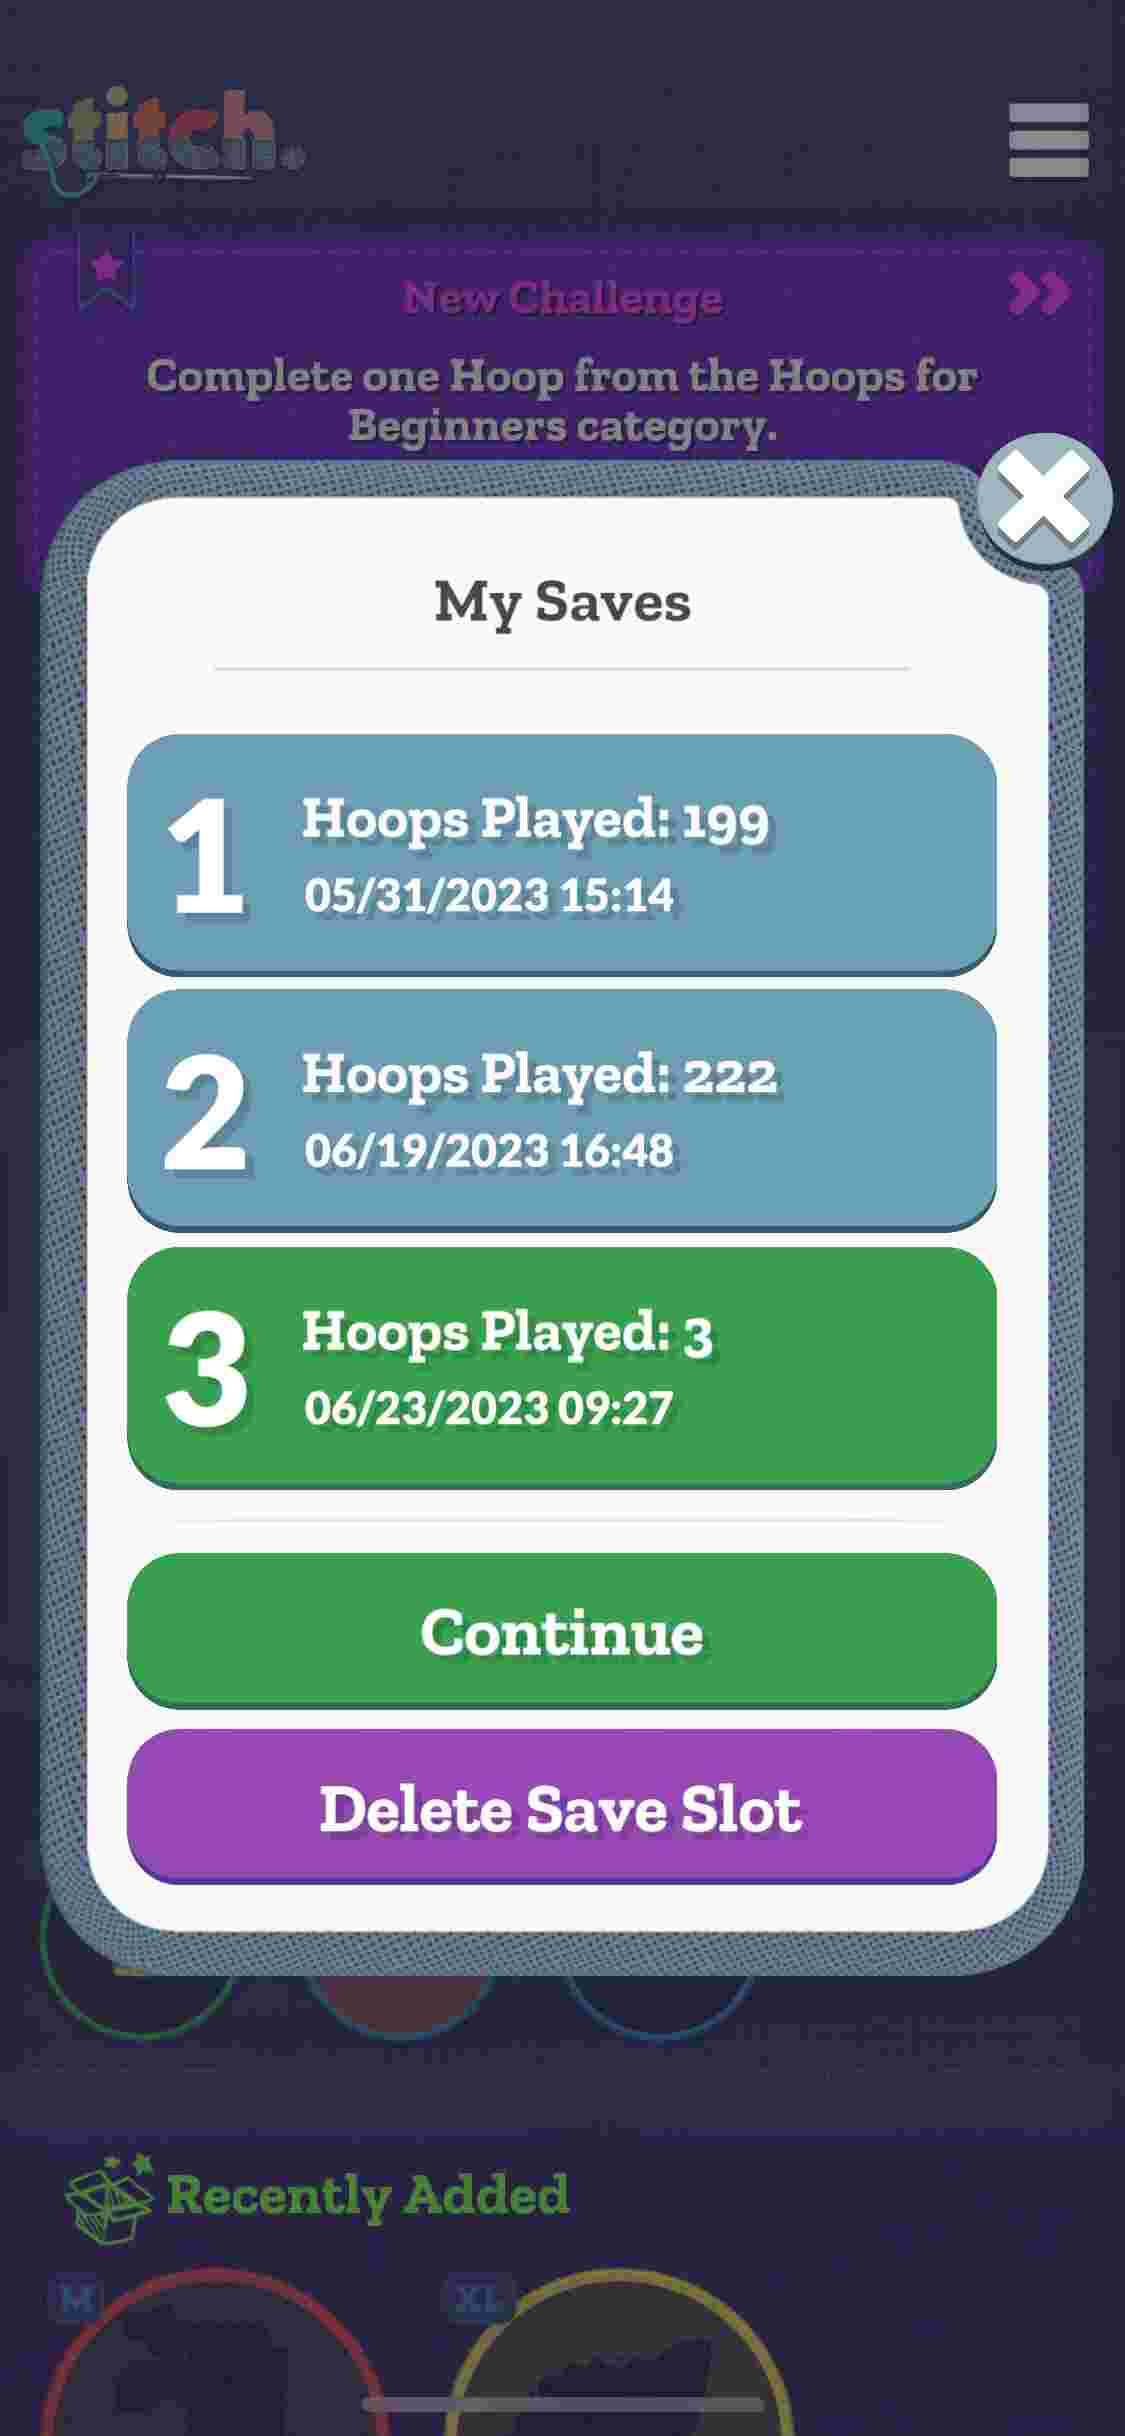 stitch.
New Challenge
Complete one Hoop from the Hoops for
Beginners category.
My Saves
1
Hoops Played: 199
05/31/2023 15:14
2
Hoops Played: 222
06/19/2023 16:48
3
Hoops Played: 3
06/23/2023 09:27
Continue
Delete Save Slot
Recently Added
M
XL